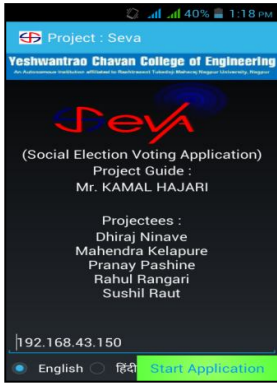 40% 1:18 PM
Project : Seva
Yeshwantrao Chavan College of Engineering
An Autonomous Institution affiliated to Rashtrasant Tukadoji Maharaj Nagpur University, Nagpur
Seva
(Social Election Voting Application)
Project Guide :
Mr. KAMAL HAJARI
Projectees :
Dhiraj Ninave
Mahendra Kelapure
Pranay Pashine
Rahul Rangari
Sushil Raut
192.168.43.150
English हिंदी Start Application